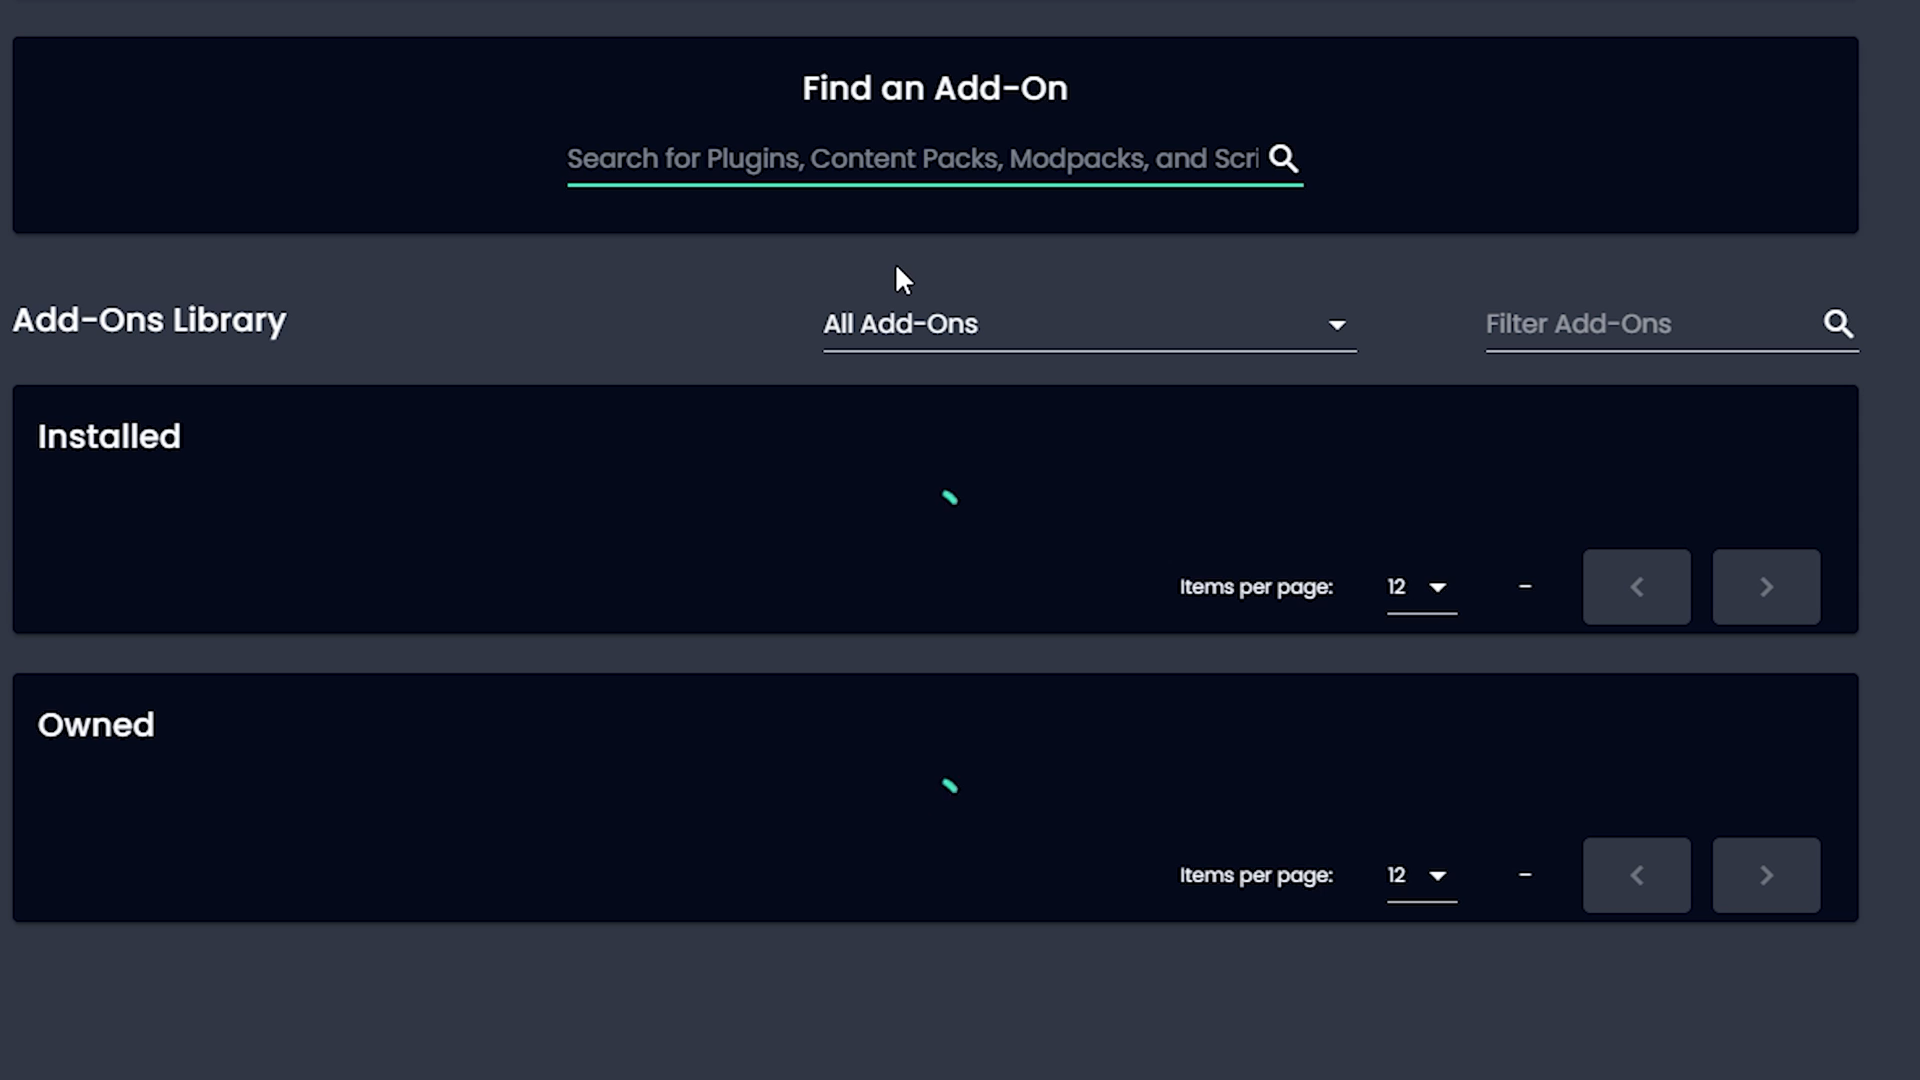 Find an Add-On
Search for Plugins, Content Packs, Modpacks, and Scri
Add-Ons Library
All Add-Ons
Filter Add-Ons
Installed
Items per page:
12
–
Owned
Items per page:
12
–